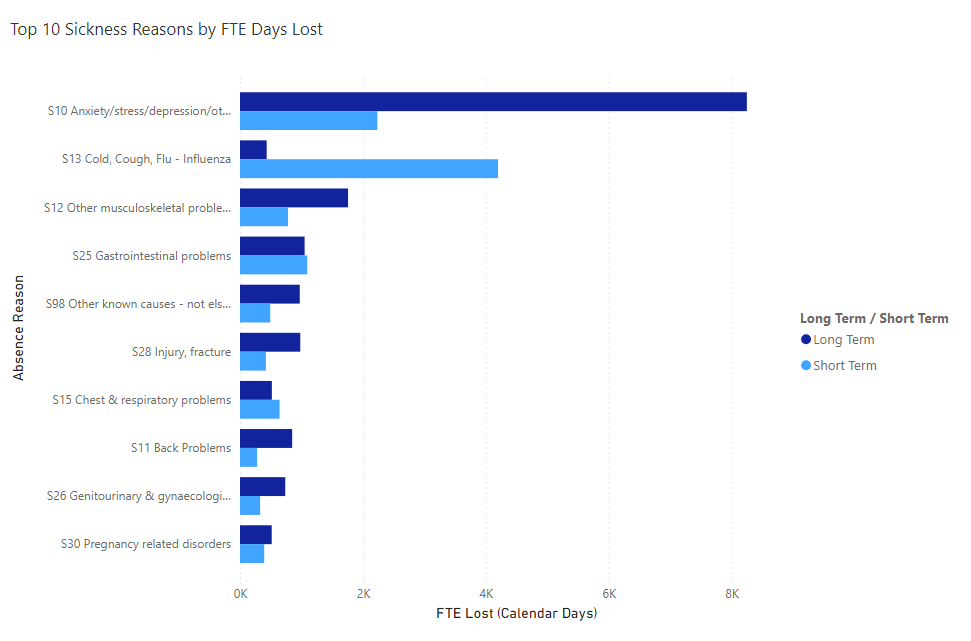 Top 10 Sickness Reasons by FTE Days Lost
S10 Anxiety/stress/depression/ot...
S13 Cold, Cough, Flu - Influenza
S12 Other musculoskeletal proble...
S25 Gastrointestinal problems
S98 Other known causes - not els...
S28 Injury, fracture
S15 Chest & respiratory problems
S11 Back Problems
S26 Genitourinary & gynaecologi...
S30 Pregnancy related disorders
Absence Reason
0K 2K 4K 6K 8K
FTE Lost (Calendar Days)
Long Term / Short Term
Long Term
Short Term